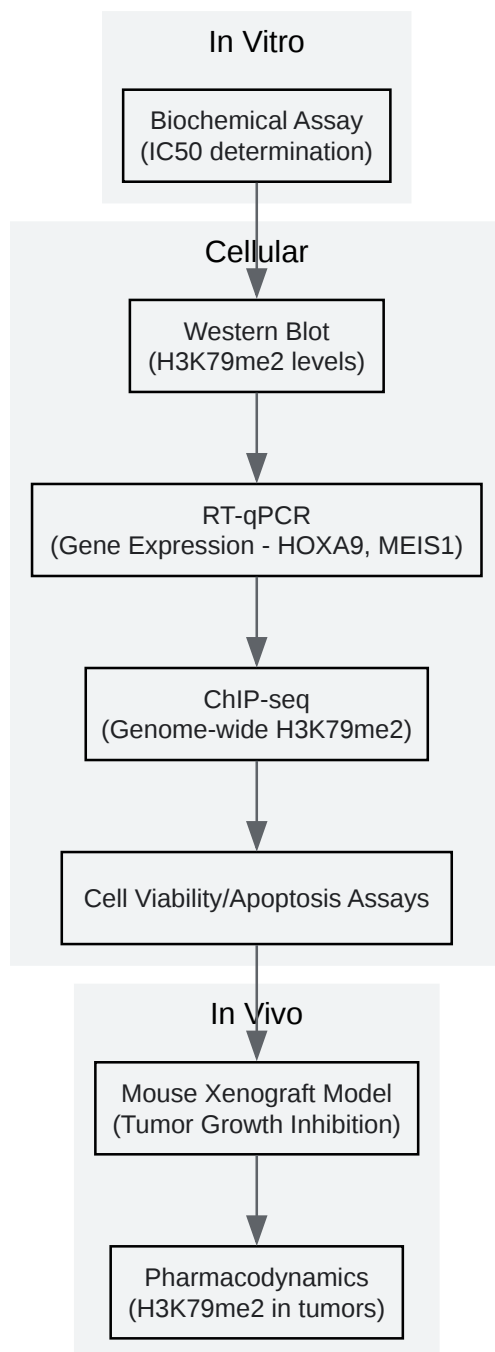 In Vitro
Biochemical Assay
(IC50 determination)
Cellular
Western Blot
(H3K79me2 levels)
RT-qPCR
(Gene Expression - HOXA9, MEIS1)
ChIP-seq
(Genome-wide H3K79me2)
Cell Viability/Apoptosis Assays
In Vivo
Mouse Xenograft Model
(Tumor Growth Inhibition)
Pharmacodynamics
(H3K79me2 in tumors)